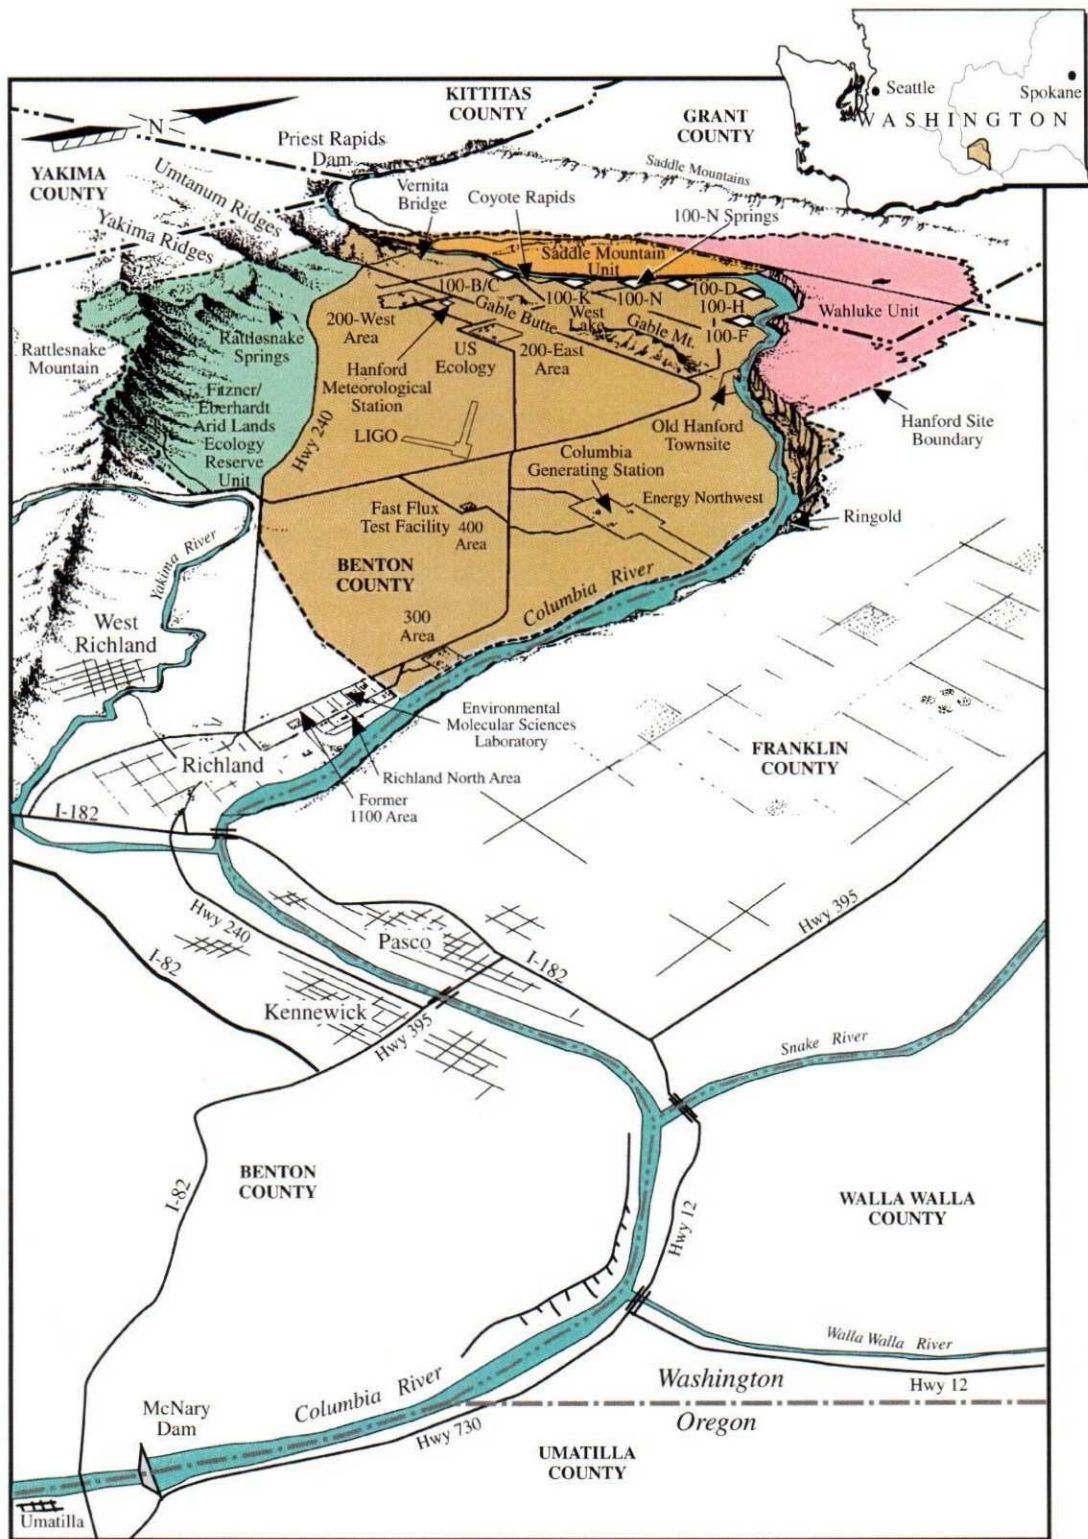 Seattle
Spokane
WASHINGTON
KITTITAS
COUNTY
GRANT
COUNTY
N
Priest Rapids
Dam
YAKIMA
COUNTY
Umtanum Ridges
Yakima Ridges
Saddle Mountains
Vernita
Bridge
Coyote Rapids
100-N Springs
Saddle Mountain
Unit
100-B/C
100-K
100-N
100-D
100-H
100-F
Wahluke Unit
West
Lake
Gable Butte
Gable Mt.
200-West
Area
Rattlesnake
Springs
Rattlesnake
Mountain
US
Ecology
200-East
Area
Hanford
Meteorological
Station
Fitzner/
Eberhardt
Arid Lands
Ecology
Reserve
Unit
Hwy 240
LIGO
Old Hanford
Townsite
Hanford Site
Boundary
Columbia
Generating Station
Energy Northwest
Fast Flux
Test Facility
400
Area
Ringold
Yakima River
BENTON
COUNTY
Columbia River
300
Area
West
Richland
Environmental
Molecular Sciences
Laboratory
FRANKLIN
COUNTY
Richland
Richland North Area
Former
1100 Area
I-182
Hwy 240
Pasco
Hwy 395
I-82
I-182
Kennewick
Hwy 395
Snake River
BENTON
COUNTY
I-82
WALLA WALLA
COUNTY
Hwy 12
Walla Walla River
Hwy 12
Columbia River
Washington
Oregon
McNary
Dam
Hwy 730
UMATILLA
COUNTY
Umatilla